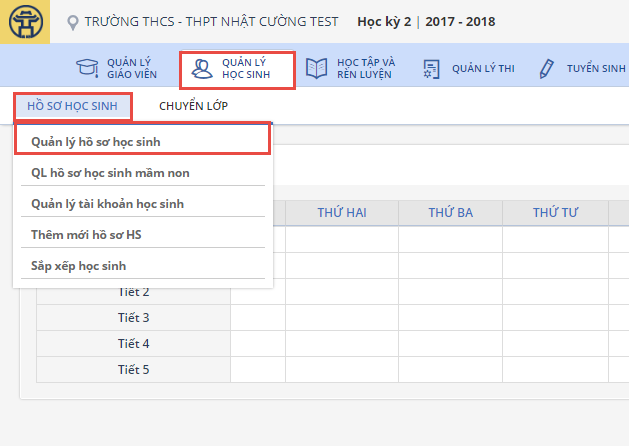 TRƯỜNG THCS - THPT NHẬT CƯỜNG TEST Học kỳ 2 | 2017 - 2018
QUẢN LÝ
GIÁO VIÊN
QUẢN LÝ
HỌC SINH
HỌC TẬP VÀ
RÈN LUYỆN
QUẢN LÝ THI
TUYỂN SINH
HỒ SƠ HỌC SINH CHUYỂN LỚP
Quản lý hồ sơ học sinh
QL hồ sơ học sinh mầm non
Quản lý tài khoản học sinh
Thêm mới hồ sơ HS
Sắp xếp học sinh
THỨ HAI THỨ BA THỨ TƯ
Tiết 2
Tiết 3
Tiết 4
Tiết 5